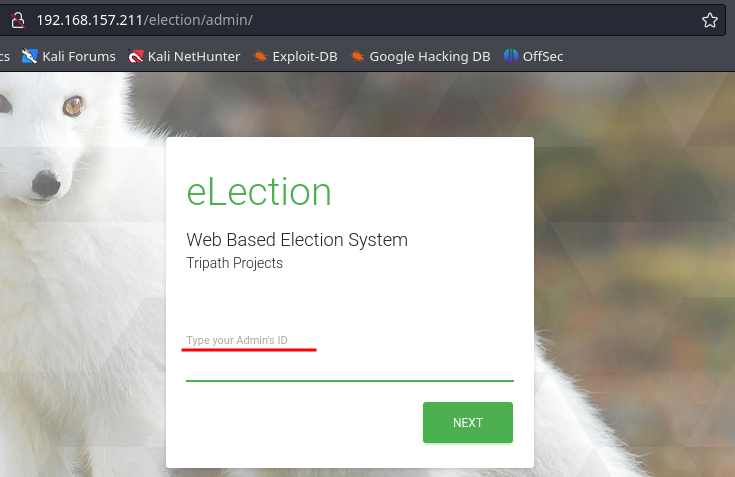 192.168.157.211/election/admin/
cs Kali Forums Kali NetHunter Exploit-DB Google Hacking DB OffSec
eLection
Web Based Election System
Tripath Projects
Type your Admin's ID
NEXT